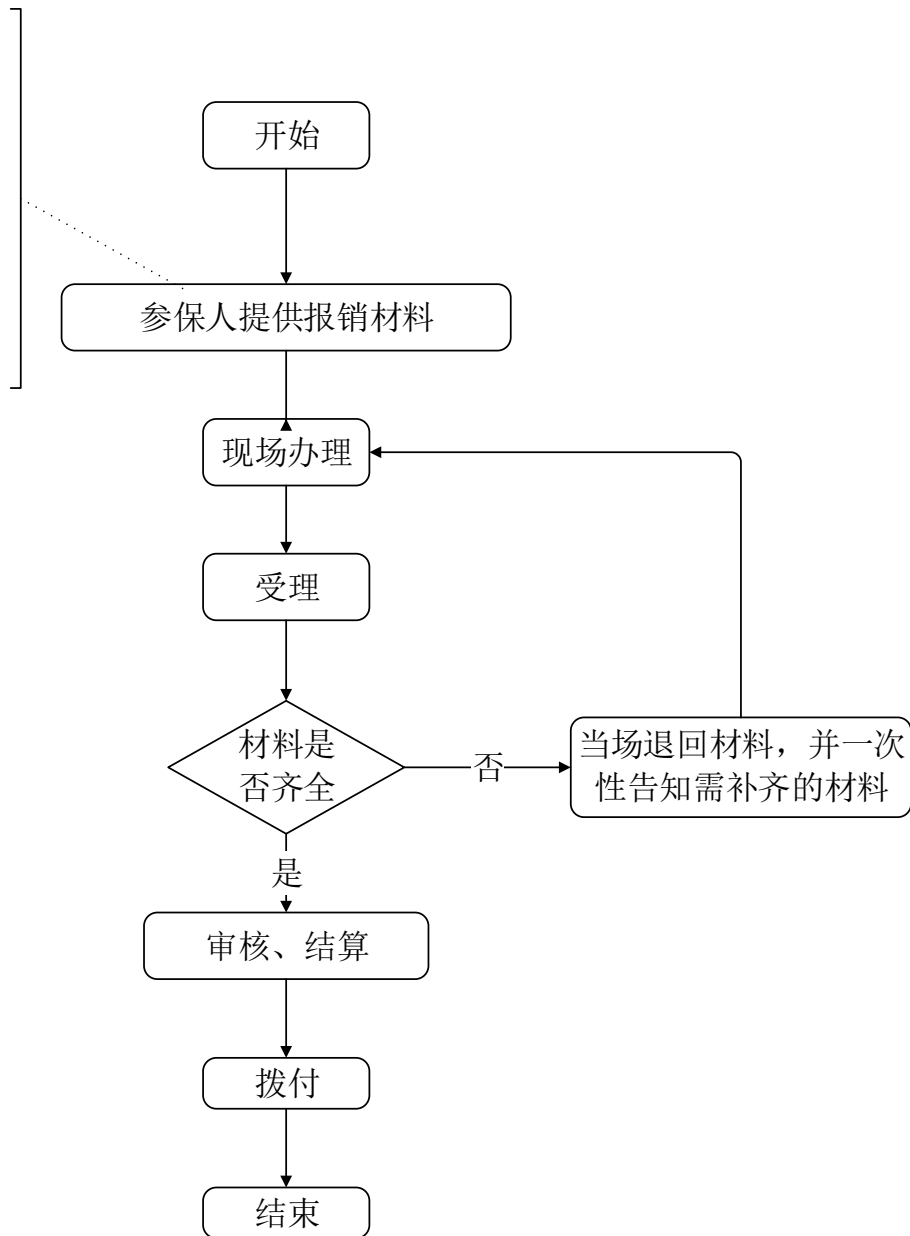 开始
参保人提供报销材料
现场办理
受理
材料是
否齐全
否
当场退回材料，并一次
性告知需补齐的材料
是
审核、结算
拨付
结束